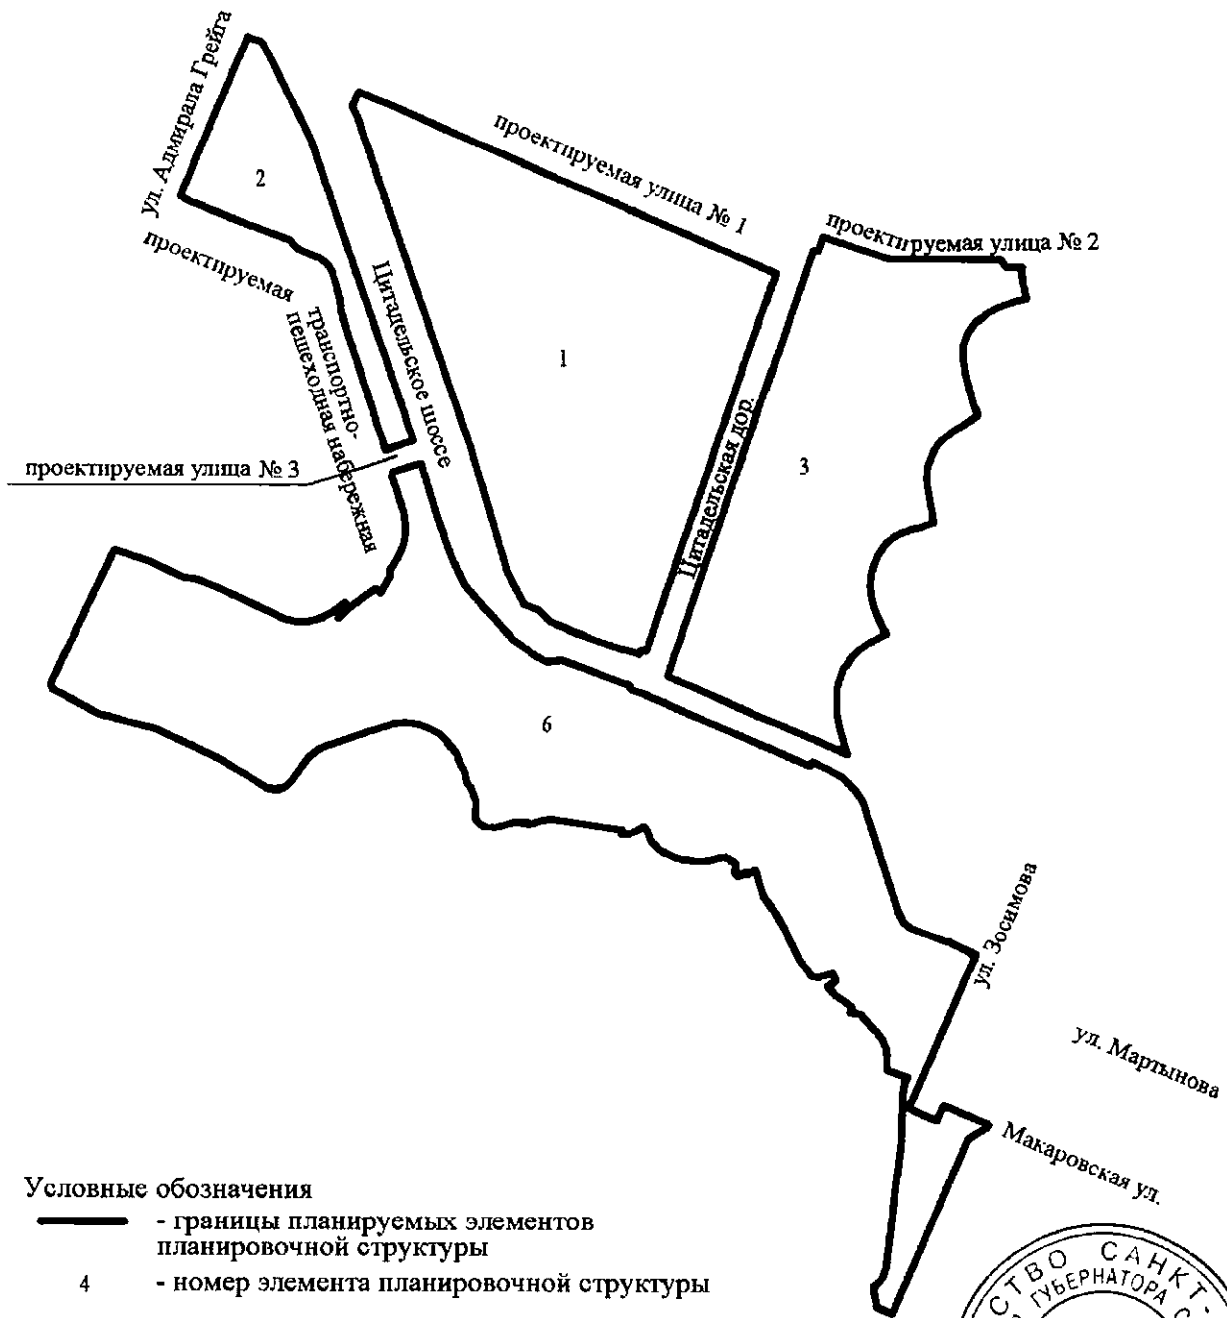 ул. Адмирала Грейга
2
проектируемая улица № 1
проектируемая улица № 2
проектируемая
транспортно-
пешеходная набережная
Цитадельское шоссе
1
Цитадельская дор.
3
проектируемая улица № 3
6
ул. Зосимова
ул. Мартынова
Макаровская ул.
Условные обозначения
- границы планируемых элементов
планировочной структуры
4 - номер элемента планировочной структуры
САНКТ-
ГУБЕРНАТОРА